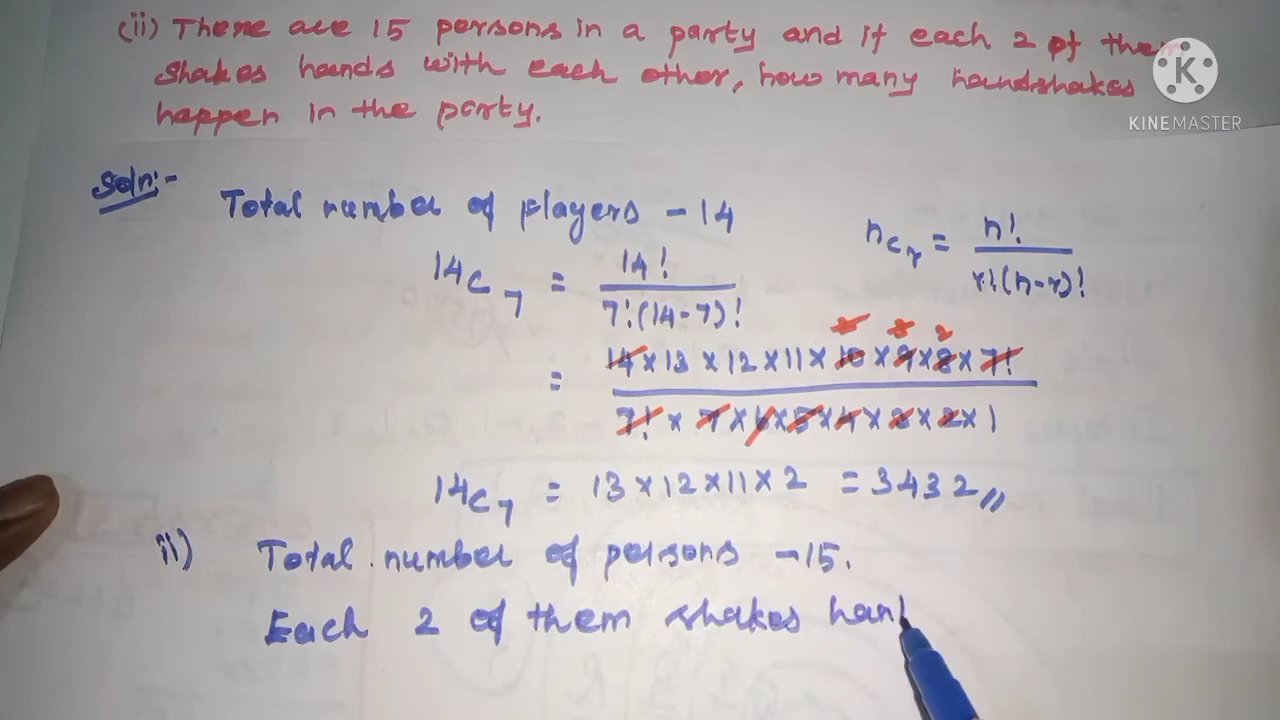 (ii) There are 15 persons in a party and if each 2 of them
shakes hands with each other, how many handshakes
happen in the party.
K
KINEMASTER
Soln:-
Total number of players - 14
nCr = n! / r!(n-r)!
14C7 = 14! / 7!(14-7)!
= 14 × 13 × 12 × 11 × 10 × 9 × 8 × 7! / 7! × 7 × 6 × 5 × 4 × 3 × 2 × 1
14C7 = 13 × 12 × 11 × 2 = 3432 //
ii) Total number of persons - 15.
Each 2 of them shakes han